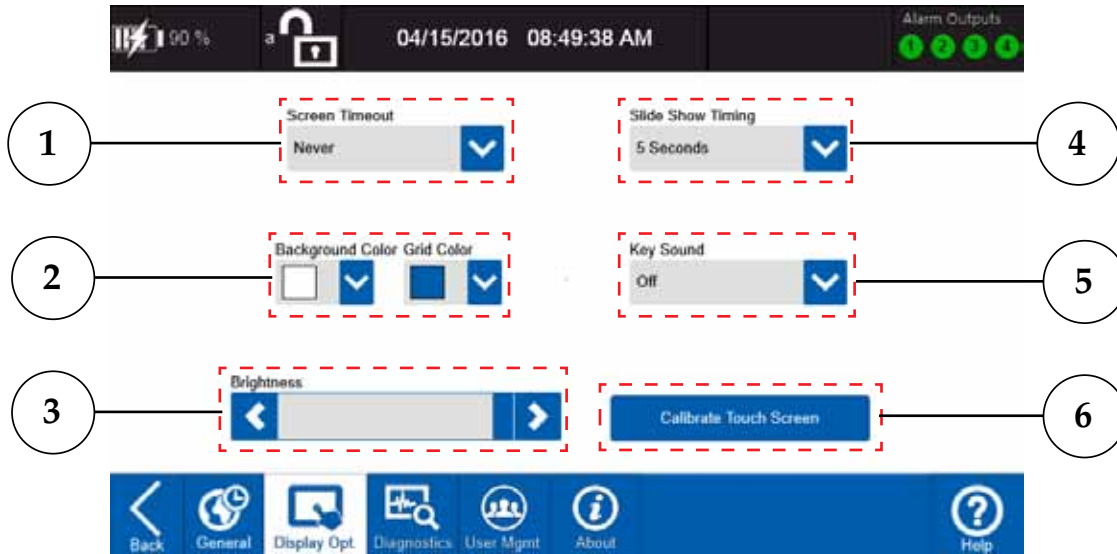 90 % a 04/15/2016 08:49:38 AM Alarm Outputs
1 2 3 4
1 Screen Timeout
Never
Slide Show Timing
5 Seconds
4
2 Background Color Grid Color
Key Sound
Off
5
3 Brightness
Calibrate Touch Screen
6
Back General Display Opt. Diagnostics User Mgmt About Help